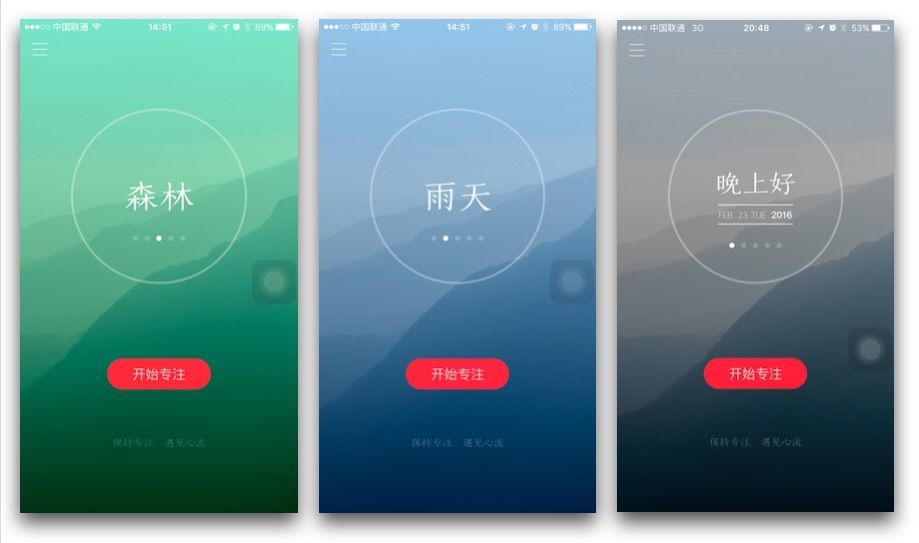 中国联通 14:51 89%
森林
开始专注
保持专注，遇见心流
中国联通 14:51 89%
雨天
开始专注
保持专注，遇见心流
中国联通 3G 20:48 53%
晚上好
FEB 23 TUE 2016
开始专注
保持专注，遇见心流